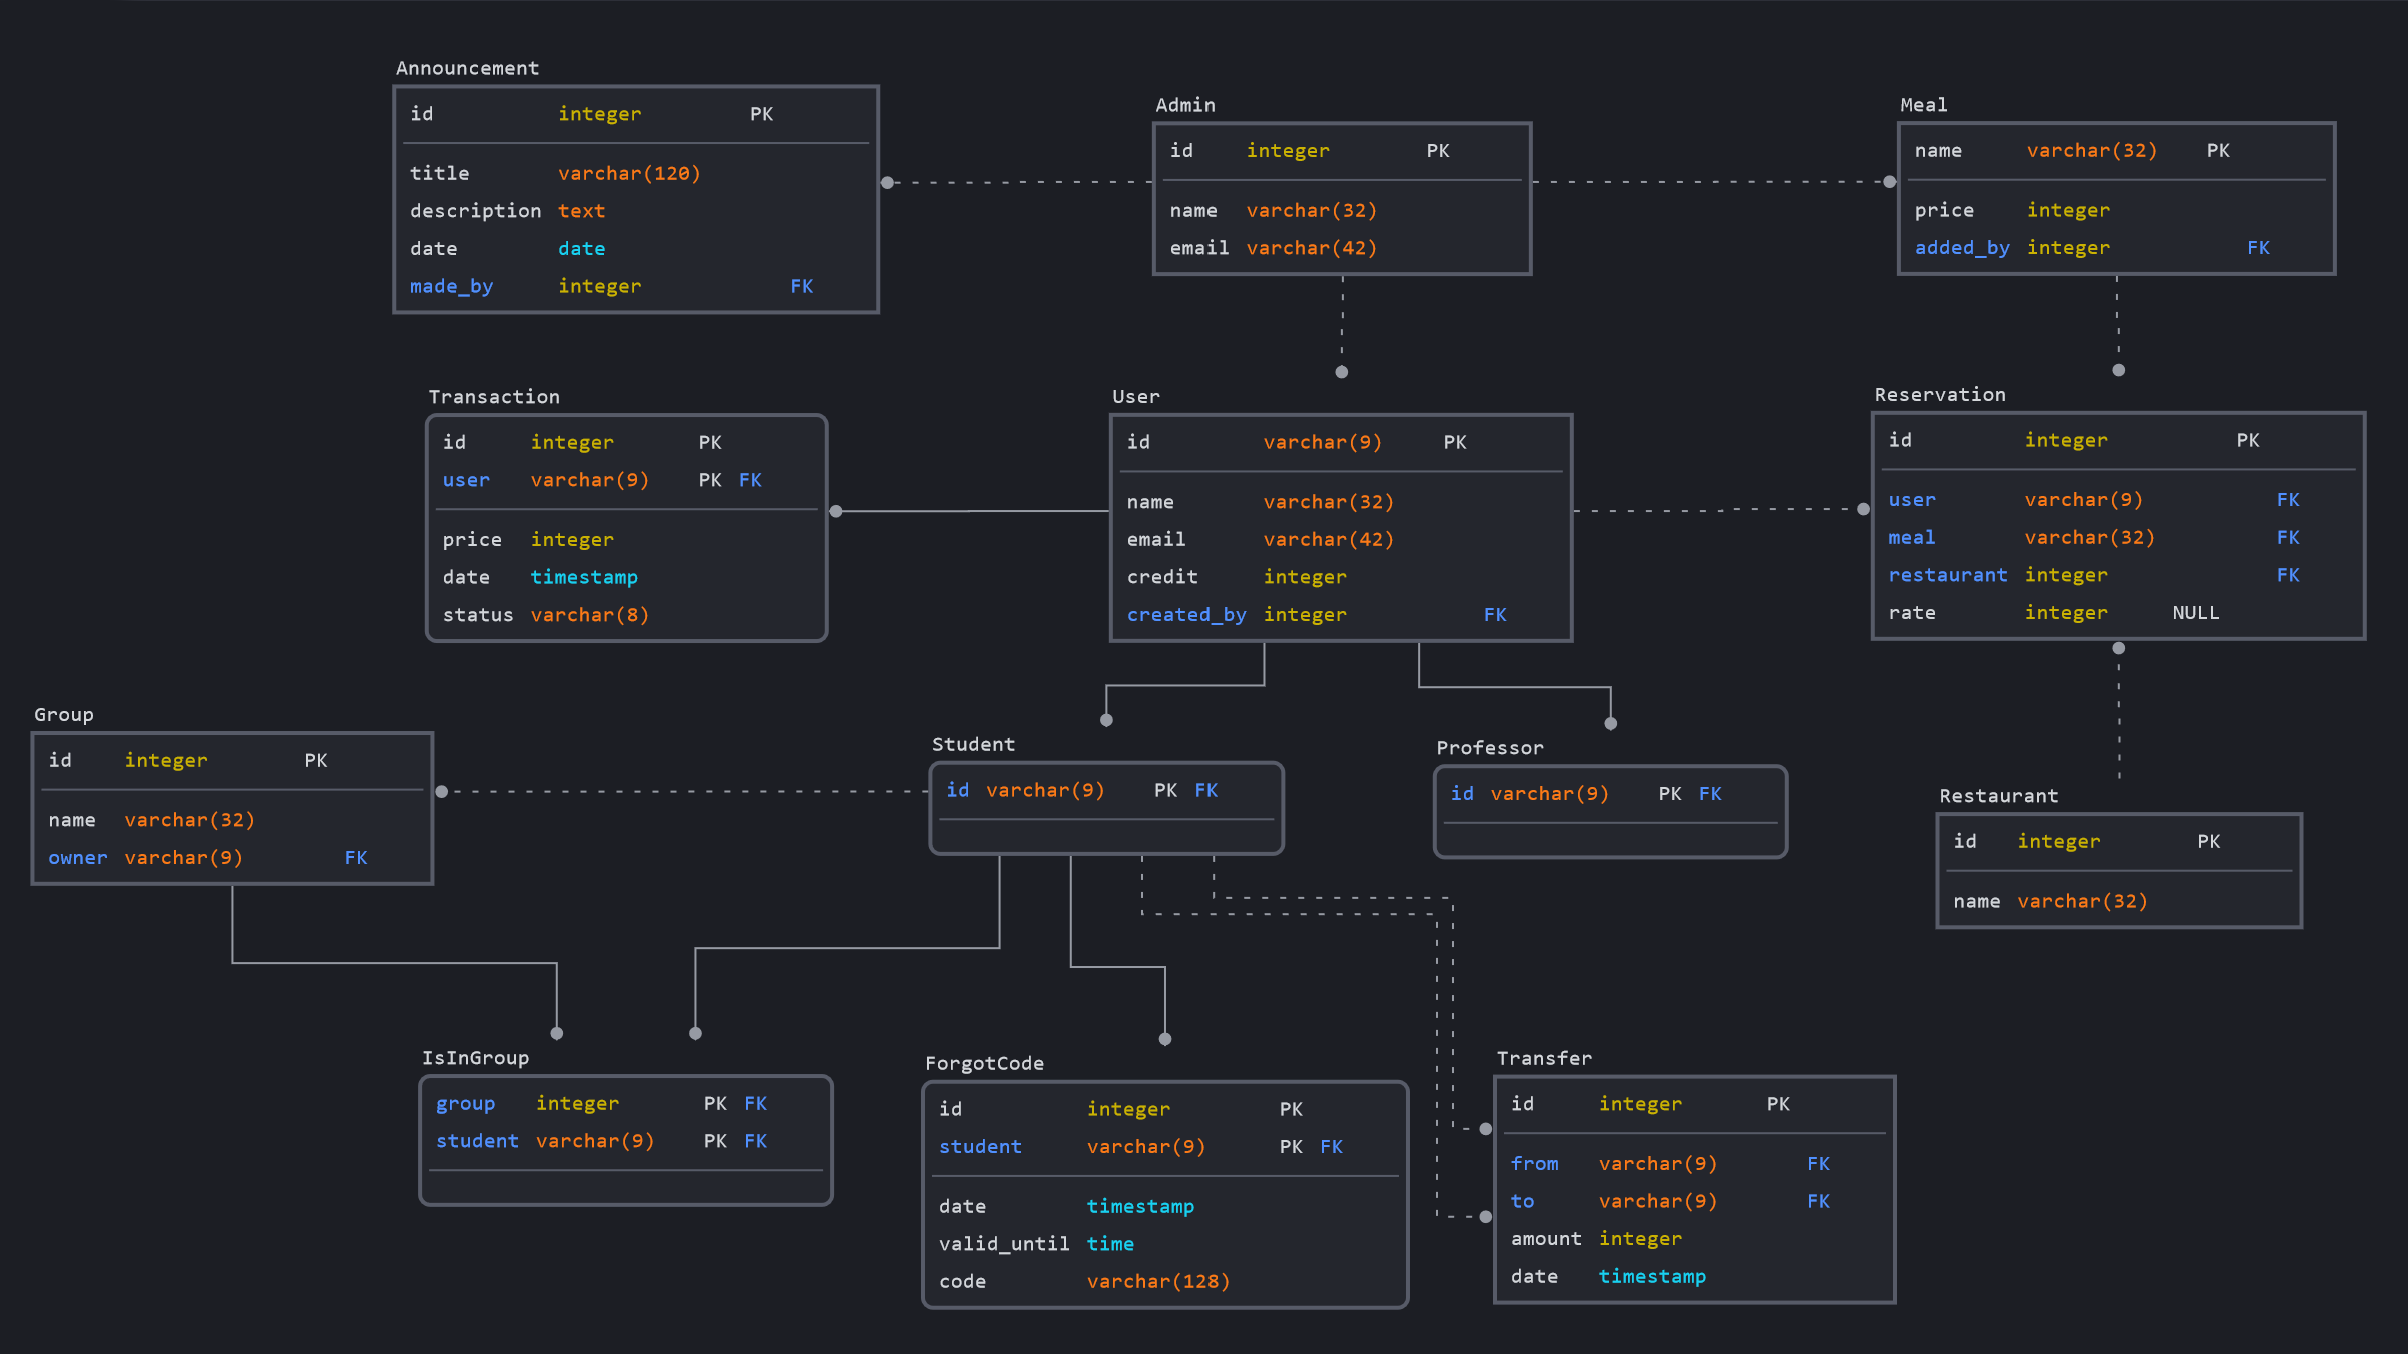 Announcement
id integer PK
title varchar(120)
description text
date date
made_by integer FK
Admin
id integer PK
name varchar(32)
email varchar(42)
Meal
name varchar(32) PK
price integer
added_by integer FK
Transaction
id integer PK
user varchar(9) PK FK
price integer
date timestamp
status varchar(8)
User
id varchar(9) PK
name varchar(32)
email varchar(42)
credit integer
created_by integer FK
Reservation
id integer PK
user varchar(9) FK
meal varchar(32) FK
restaurant integer FK
rate integer NULL
Group
id integer PK
name varchar(32)
owner varchar(9) FK
Student
id varchar(9) PK FK
Professor
id varchar(9) PK FK
Restaurant
id integer PK
name varchar(32)
IsInGroup
group integer PK FK
student varchar(9) PK FK
ForgotCode
id integer PK
student varchar(9) PK FK
date timestamp
valid_until time
code varchar(128)
Transfer
id integer PK
from varchar(9) FK
to varchar(9) FK
amount integer
date timestamp